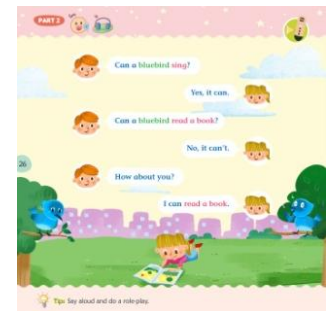 PART 2
Can a bluebird sing?
Yes, it can.
Can a bluebird read a book?
No, it can't.
26
How about you?
I can read a book.
Tip: Say aloud and do a role-play.